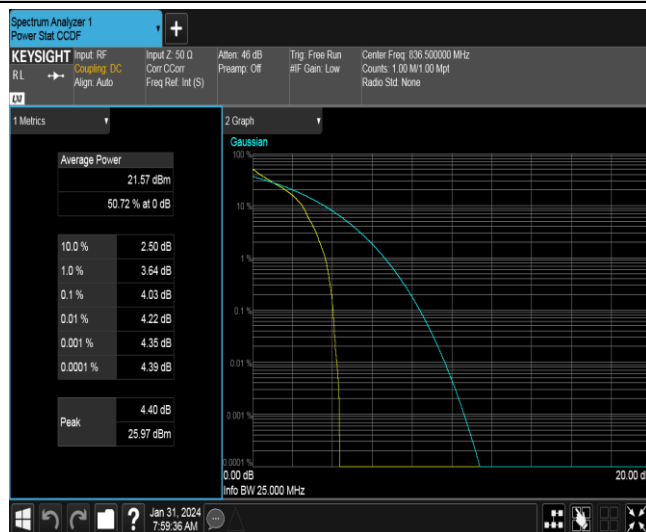 Spectrum Analyzer 1
Power Stat CCDF
+
KEYSIGHT
RL
LXI
Input: RF
Coupling: DC
Align: Auto
Input Z: 50 Ω
Corr CCorr
Freq Ref: Int (S)
Atten: 46 dB
Preamp: Off
Trig: Free Run
#IF Gain: Low
Center Freq: 836.500000 MHz
Counts: 1.00 M/1.00 Mpt
Radio Std: None
1 Metrics
Average Power
21.57 dBm
50.72 % at 0 dB
10.0 % 2.50 dB
1.0 % 3.64 dB
0.1 % 4.03 dB
0.01 % 4.22 dB
0.001 % 4.35 dB
0.0001 % 4.39 dB
Peak
4.40 dB
25.97 dBm
2 Graph
Gaussian
100 %
10 %
1 %
0.1 %
0.01 %
0.001 %
0.0001 %
0.00 dB
20.00 d
Info BW 25.000 MHz
?
Jan 31, 2024
7:59:36 AM